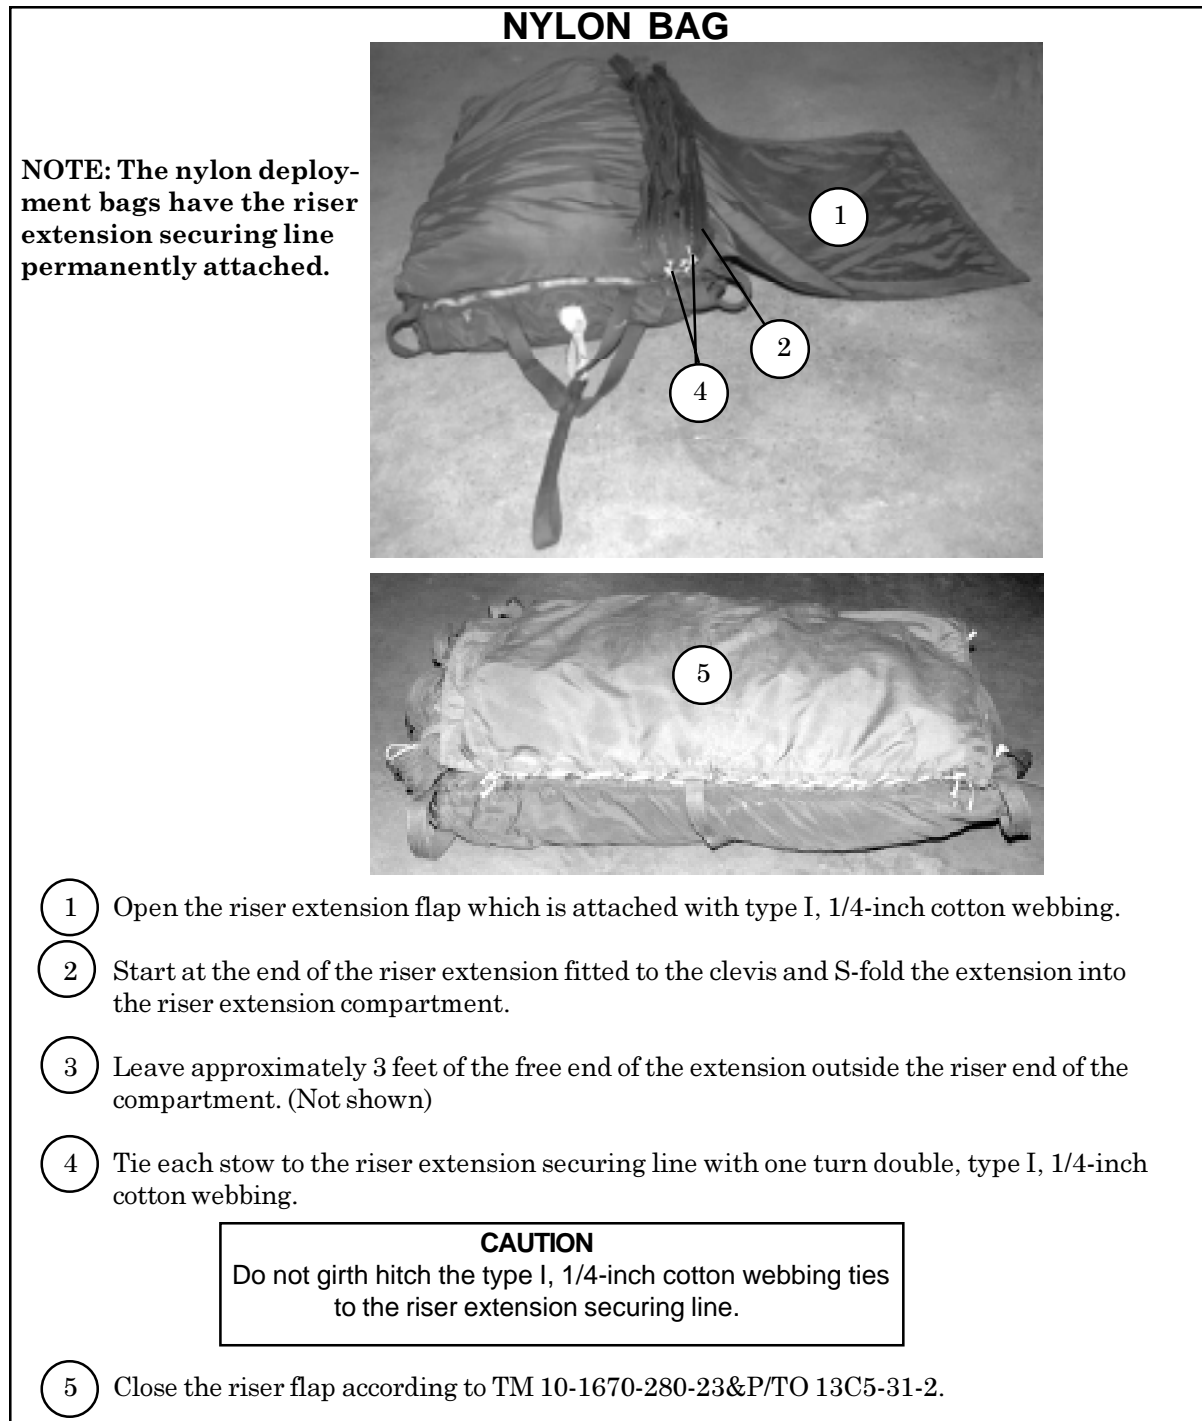 NYLON BAG
NOTE: The nylon deploy-
ment bags have the riser
extension securing line
permanently attached.
1
2
4
5
1 Open the riser extension flap which is attached with type I, 1/4-inch cotton webbing.
2 Start at the end of the riser extension fitted to the clevis and S-fold the extension into
the riser extension compartment.
3 Leave approximately 3 feet of the free end of the extension outside the riser end of the
compartment. (Not shown)
4 Tie each stow to the riser extension securing line with one turn double, type I, 1/4-inch
cotton webbing.
CAUTION
Do not girth hitch the type I, 1/4-inch cotton webbing ties
to the riser extension securing line.
5 Close the riser flap according to TM 10-1670-280-23&P/TO 13C5-31-2.